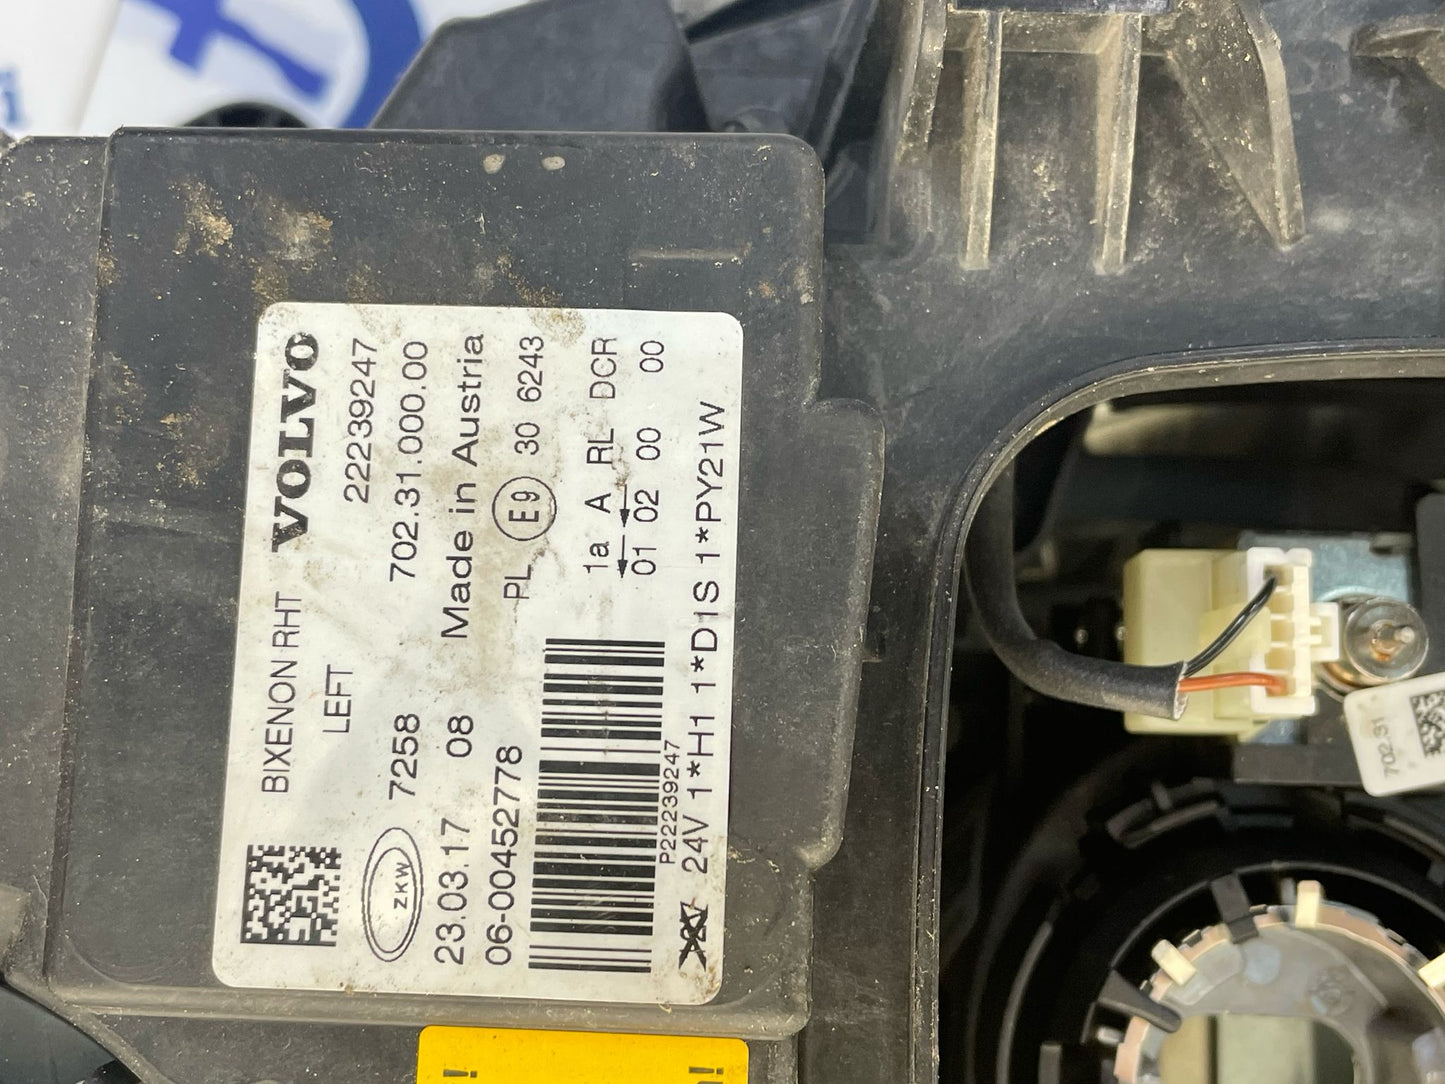 BIXENON RHT VOLVO
LEFT 22239247
ZKW 7258 702.31.000.00
23.03.17 08 Made in Austria
06-00452778 PL E9 30 6243
1a A RL DCR
01 02 00 00
P22239247
24V 1*H1 1*D1S 1*PY21W
702.31